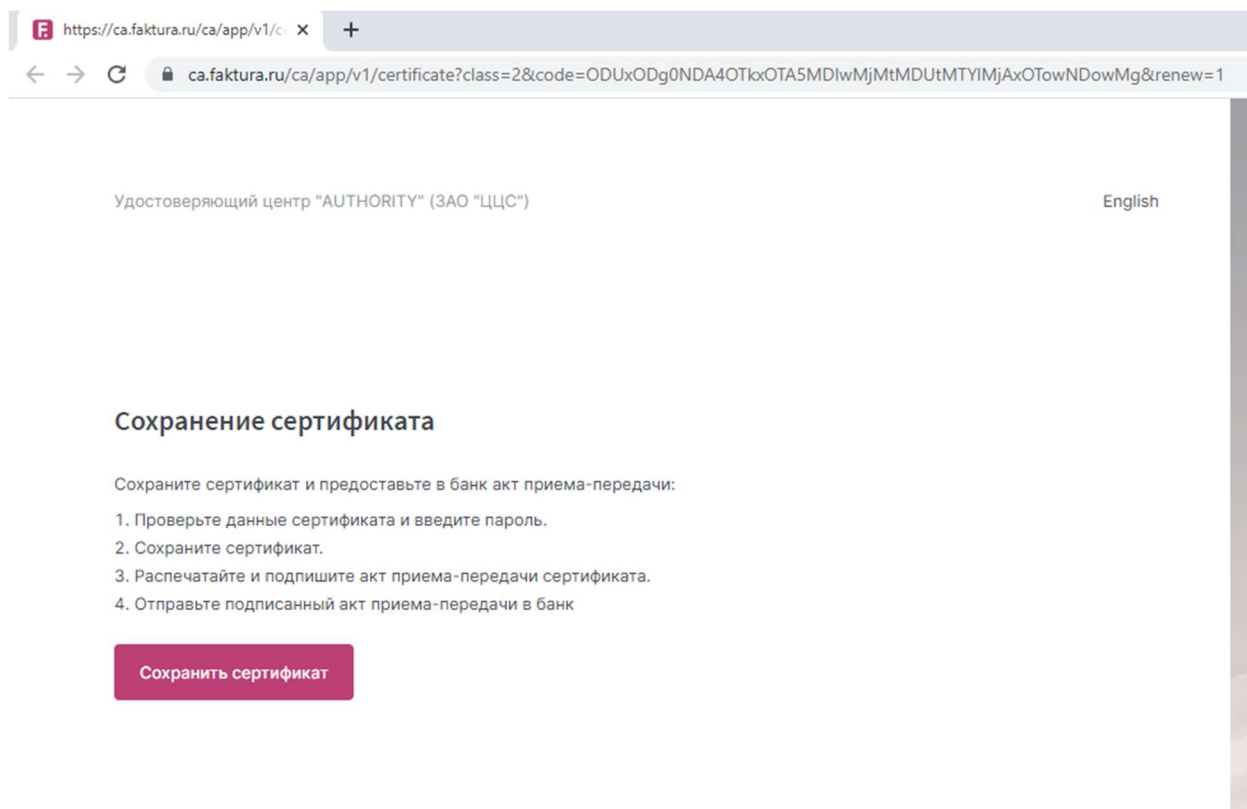 https://ca.faktura.ru/ca/app/v1/c
ca.faktura.ru/ca/app/v1/certificate?class=2&code=ODUxODg0NDA4OTkxOTA5MDIwMjMtMDUtMTYlMjAxOTowNDowMg&renew=1
Удостоверяющий центр "AUTHORITY" (ЗАО "ЦЦС")
English
Сохранение сертификата
Сохраните сертификат и предоставьте в банк акт приема-передачи:
1. Проверьте данные сертификата и введите пароль.
2. Сохраните сертификат.
3. Распечатайте и подпишите акт приема-передачи сертификата.
4. Отправьте подписанный акт приема-передачи в банк
Сохранить сертификат